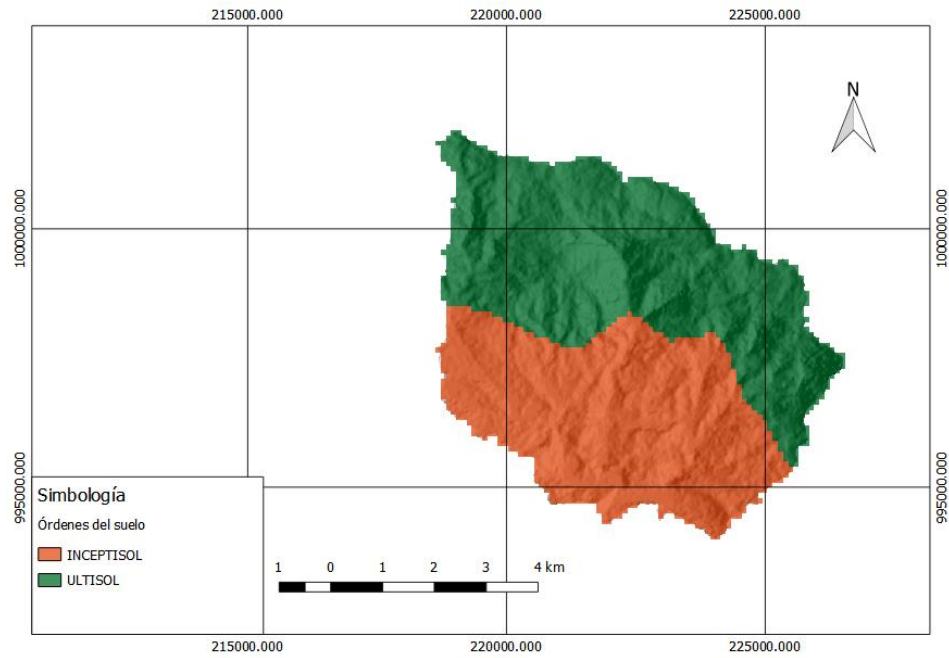 215000.000 220000.000 225000.000
N
1000000.000 1000000.000
995000.000 995000.000
Simbología
Órdenes del suelo
INCEPTISOL
ULTISOL
1 0 1 2 3 4 km
215000.000 220000.000 225000.000